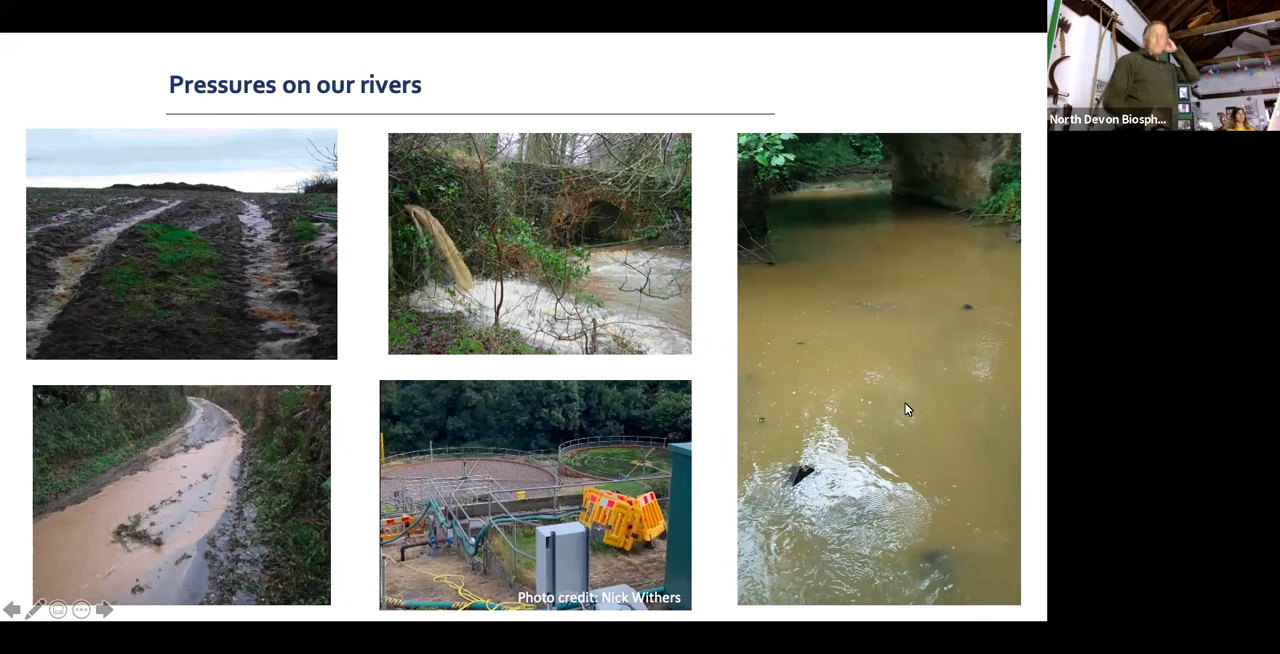 Pressures on our rivers
North Devon Biosph...
Photo credit: Nick Withers